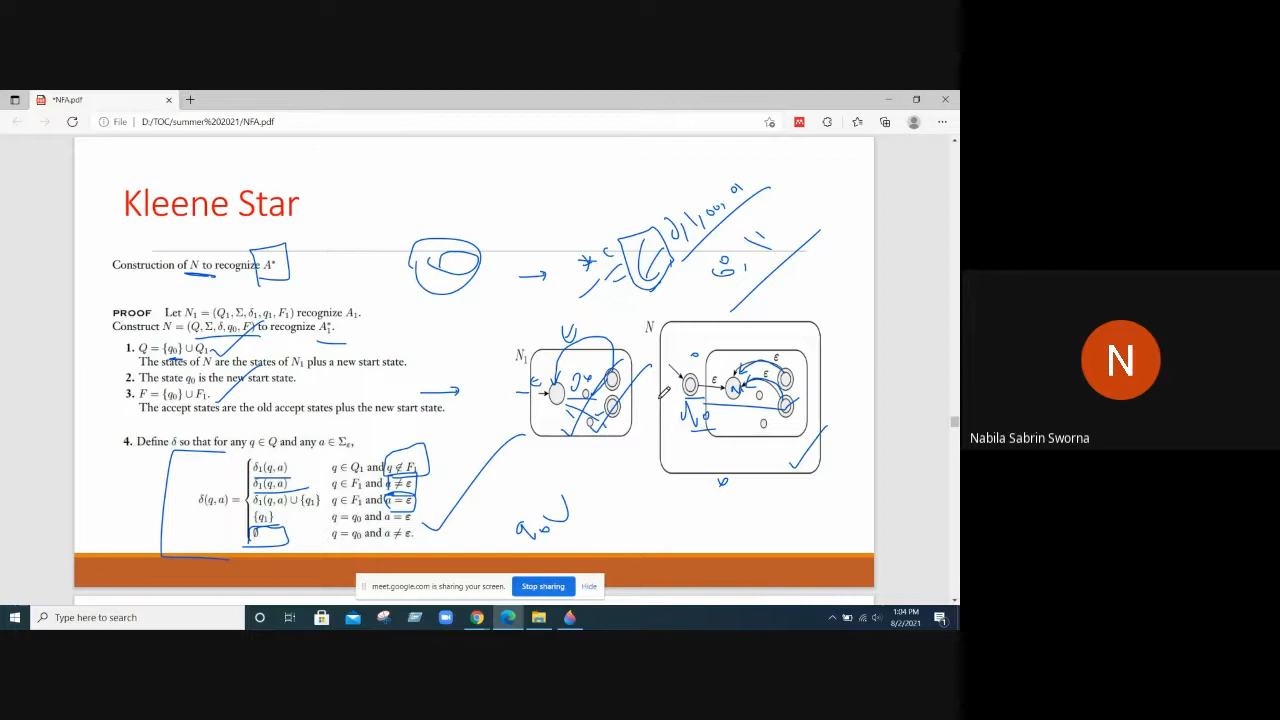 *NFA.pdf
File | D:/TOC/summer%202021/NFA.pdf
Kleene Star
Construction of N to recognize A*
PROOF Let N₁ = (Q₁, Σ, δ₁, q₁, F₁) recognize A₁.
Construct N = (Q, Σ, δ, q₀, F) to recognize A₁*.
1. Q = {q₀} ∪ Q₁.
The states of N are the states of N₁ plus a new start state.
2. The state q₀ is the new start state.
3. F = {q₀} ∪ F₁.
The accept states are the old accept states plus the new start state.
4. Define δ so that for any q ∈ Q and any a ∈ Σε,
δ(q, a) =
δ₁(q, a) q ∈ Q₁ and q ∉ F₁
δ₁(q, a) q ∈ F₁ and a ≠ ε
δ₁(q, a) ∪ {q₁} q ∈ F₁ and a = ε
{q₁} q = q₀ and a = ε
∅ q = q₀ and a ≠ ε.
N₁
N
ε
ε
ε
q₀
meet.google.com is sharing your screen. Stop sharing Hide
Type here to search
1:04 PM
8/2/2021
N
Nabila Sabrin Sworna